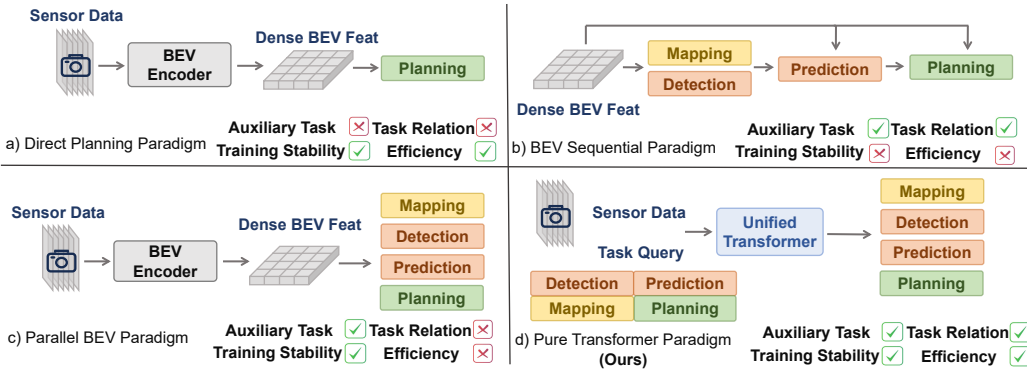 Sensor Data
BEV
Encoder
Dense BEV Feat
Planning
Auxiliary Task
Task Relation
Training Stability
Efficiency
a) Direct Planning Paradigm
Dense BEV Feat
Mapping
Detection
Prediction
Planning
Auxiliary Task
Task Relation
Training Stability
Efficiency
b) BEV Sequential Paradigm
Sensor Data
BEV
Encoder
Dense BEV Feat
Mapping
Detection
Prediction
Planning
Auxiliary Task
Task Relation
Training Stability
Efficiency
c) Parallel BEV Paradigm
Sensor Data
Task Query
Detection
Prediction
Mapping
Planning
Unified
Transformer
Mapping
Detection
Prediction
Planning
d) Pure Transformer Paradigm
(Ours)
Auxiliary Task
Task Relation
Training Stability
Efficiency